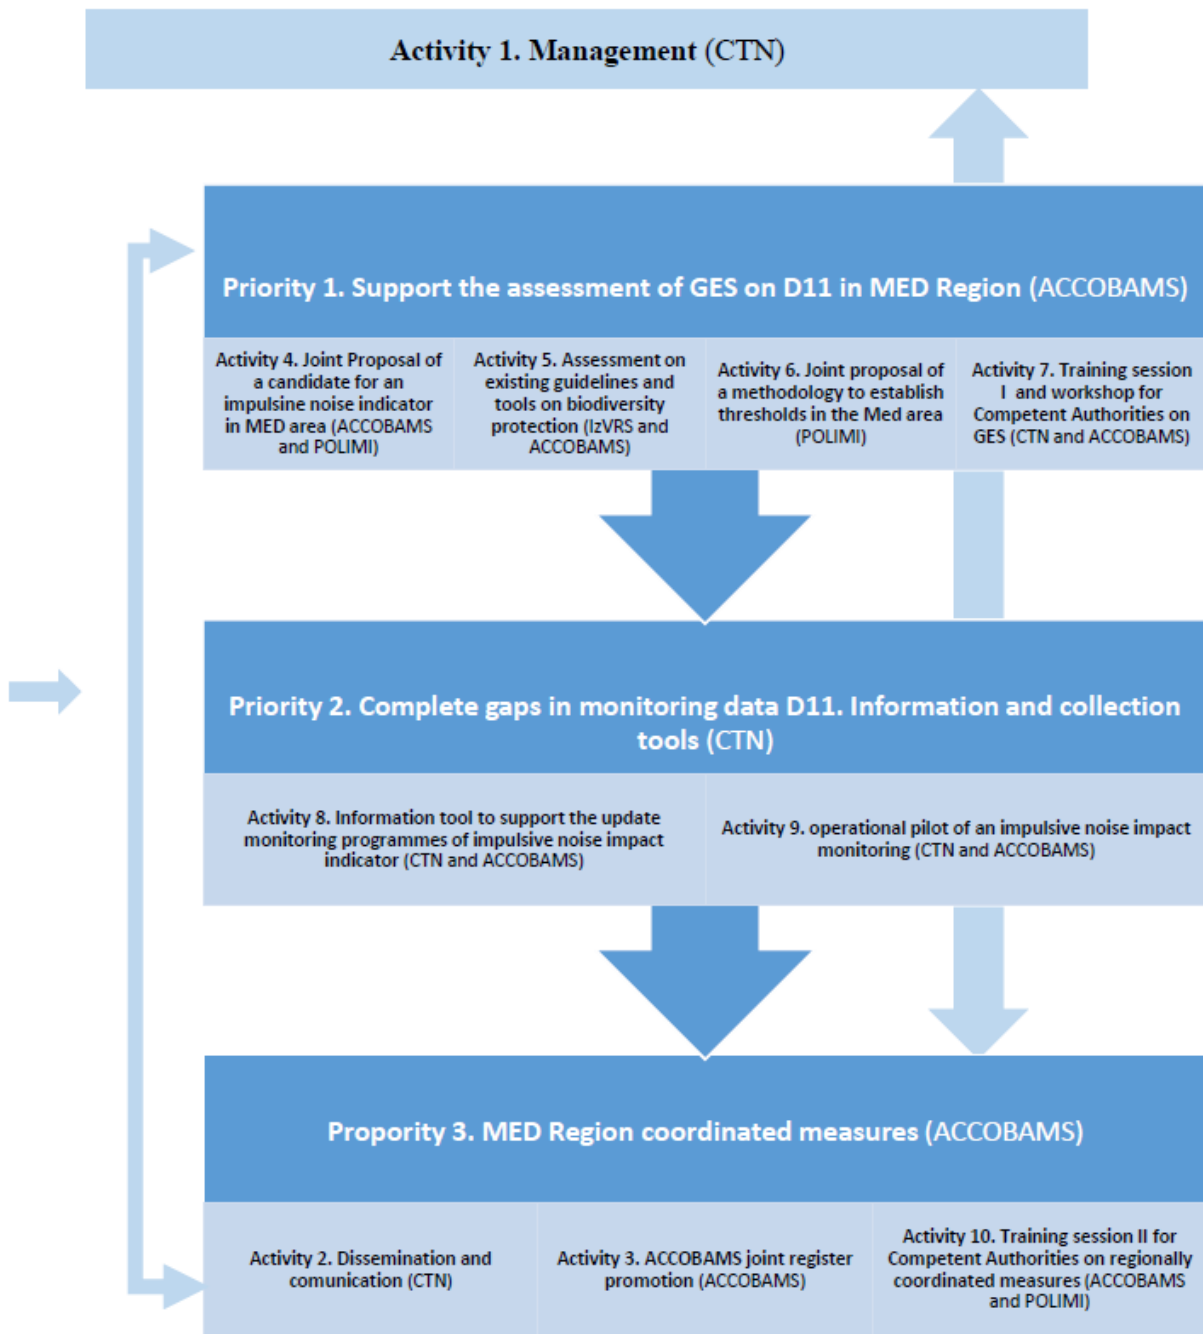 Activity 1. Management (CTN)
Priority 1. Support the assessment of GES on D11 in MED Region (ACCOBAMS)
Activity 4. Joint Proposal of
a candidate for an
impulsine noise indicator
in MED area (ACCOBAMS
and POLIMI)
Activity 5. Assessment on
existing guidelines and
tools on biodiversity
protection (IzVRS and
ACCOBAMS)
Activity 6. Joint proposal of
a methodology to establish
thresholds in the Med area
(POLIMI)
Activity 7. Training session
I and workshop for
Competent Authorities on
GES (CTN and ACCOBAMS)
Priority 2. Complete gaps in monitoring data D11. Information and collection
tools (CTN)
Activity 8. Information tool to support the update
monitoring programmes of impulsive noise impact
indicator (CTN and ACCOBAMS)
Activity 9. operational pilot of an impulsive noise impact
monitoring (CTN and ACCOBAMS)
Propority 3. MED Region coordinated measures (ACCOBAMS)
Activity 2. Dissemination and
comunication (CTN)
Activity 3. ACCOBAMS joint register
promotion (ACCOBAMS)
Activity 10. Training session II for
Competent Authorities on regionally
coordinated measures (ACCOBAMS
and POLIMI)